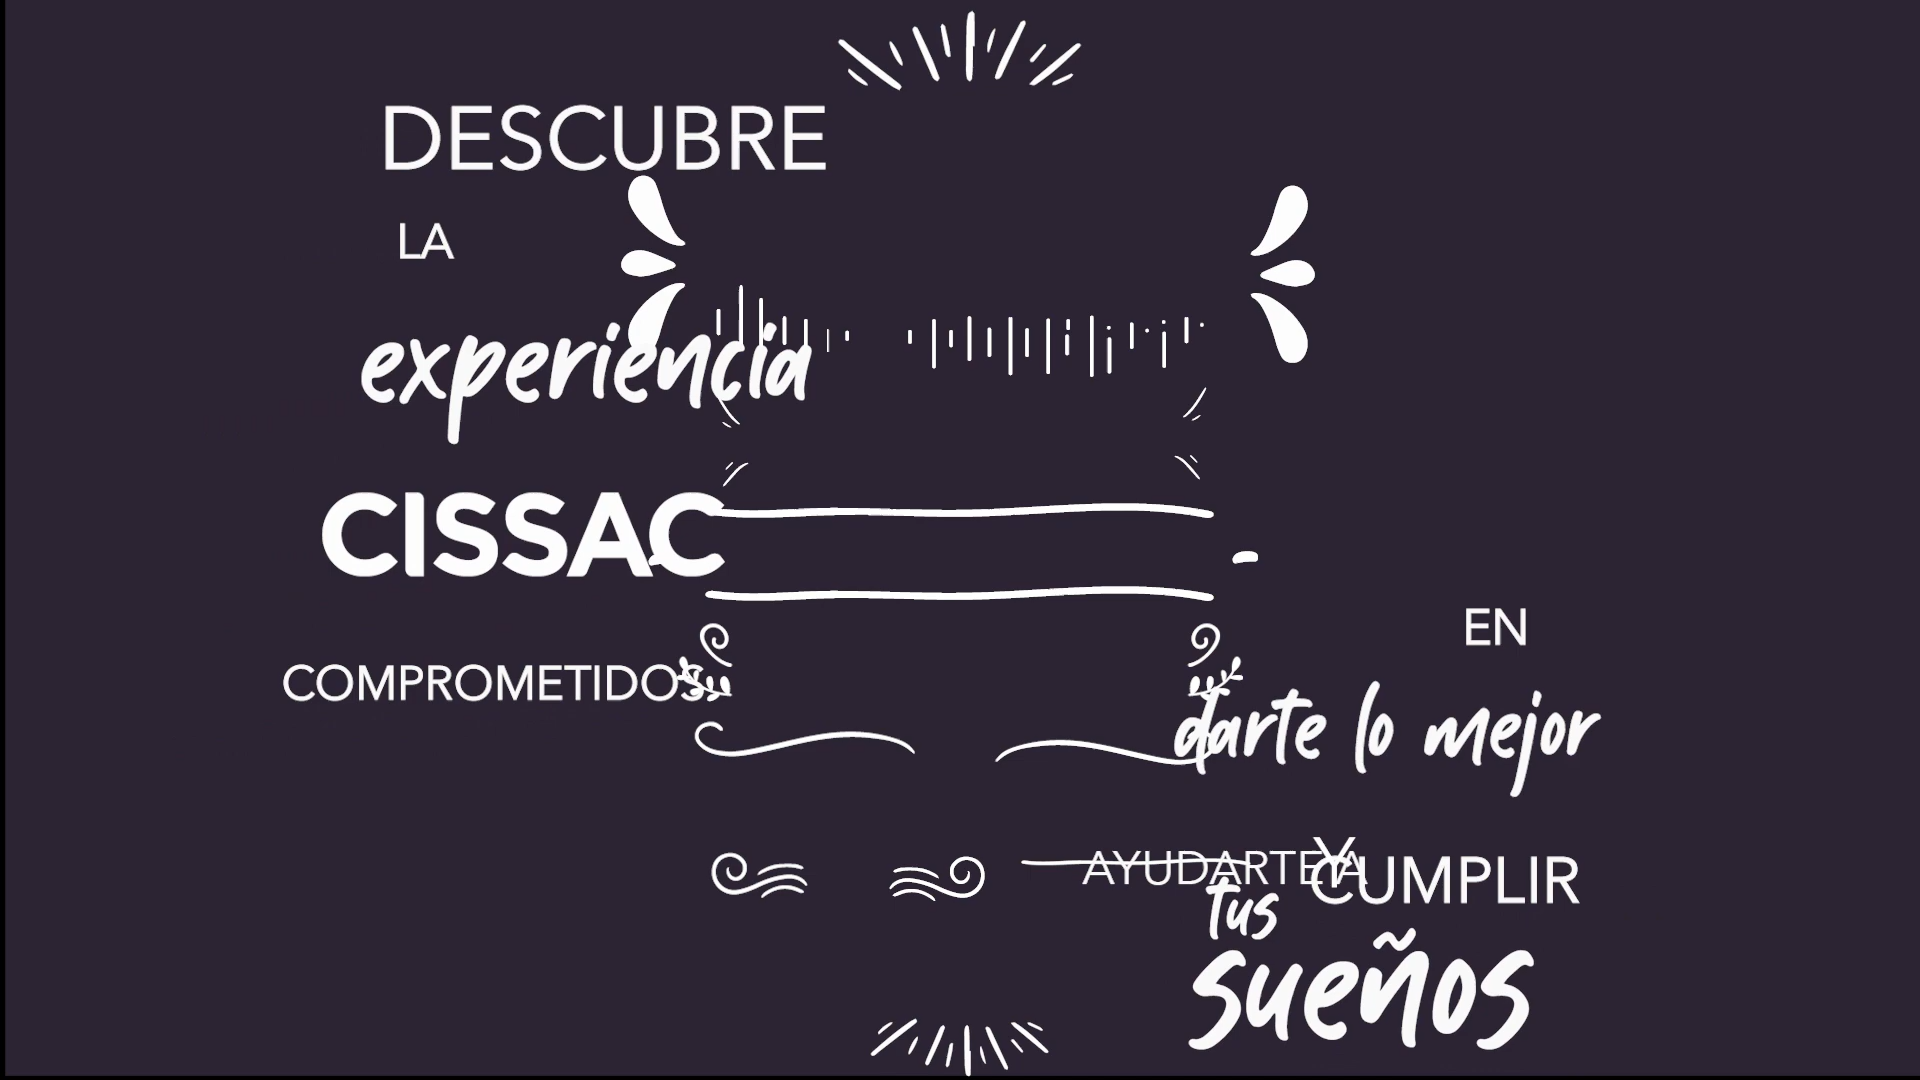 DESCUBRE
LA
experiencia
CISSAC
COMPROMETIDOS
EN
darte lo mejor
Y
AYUDARTE A
CUMPLIR
tus
sueños